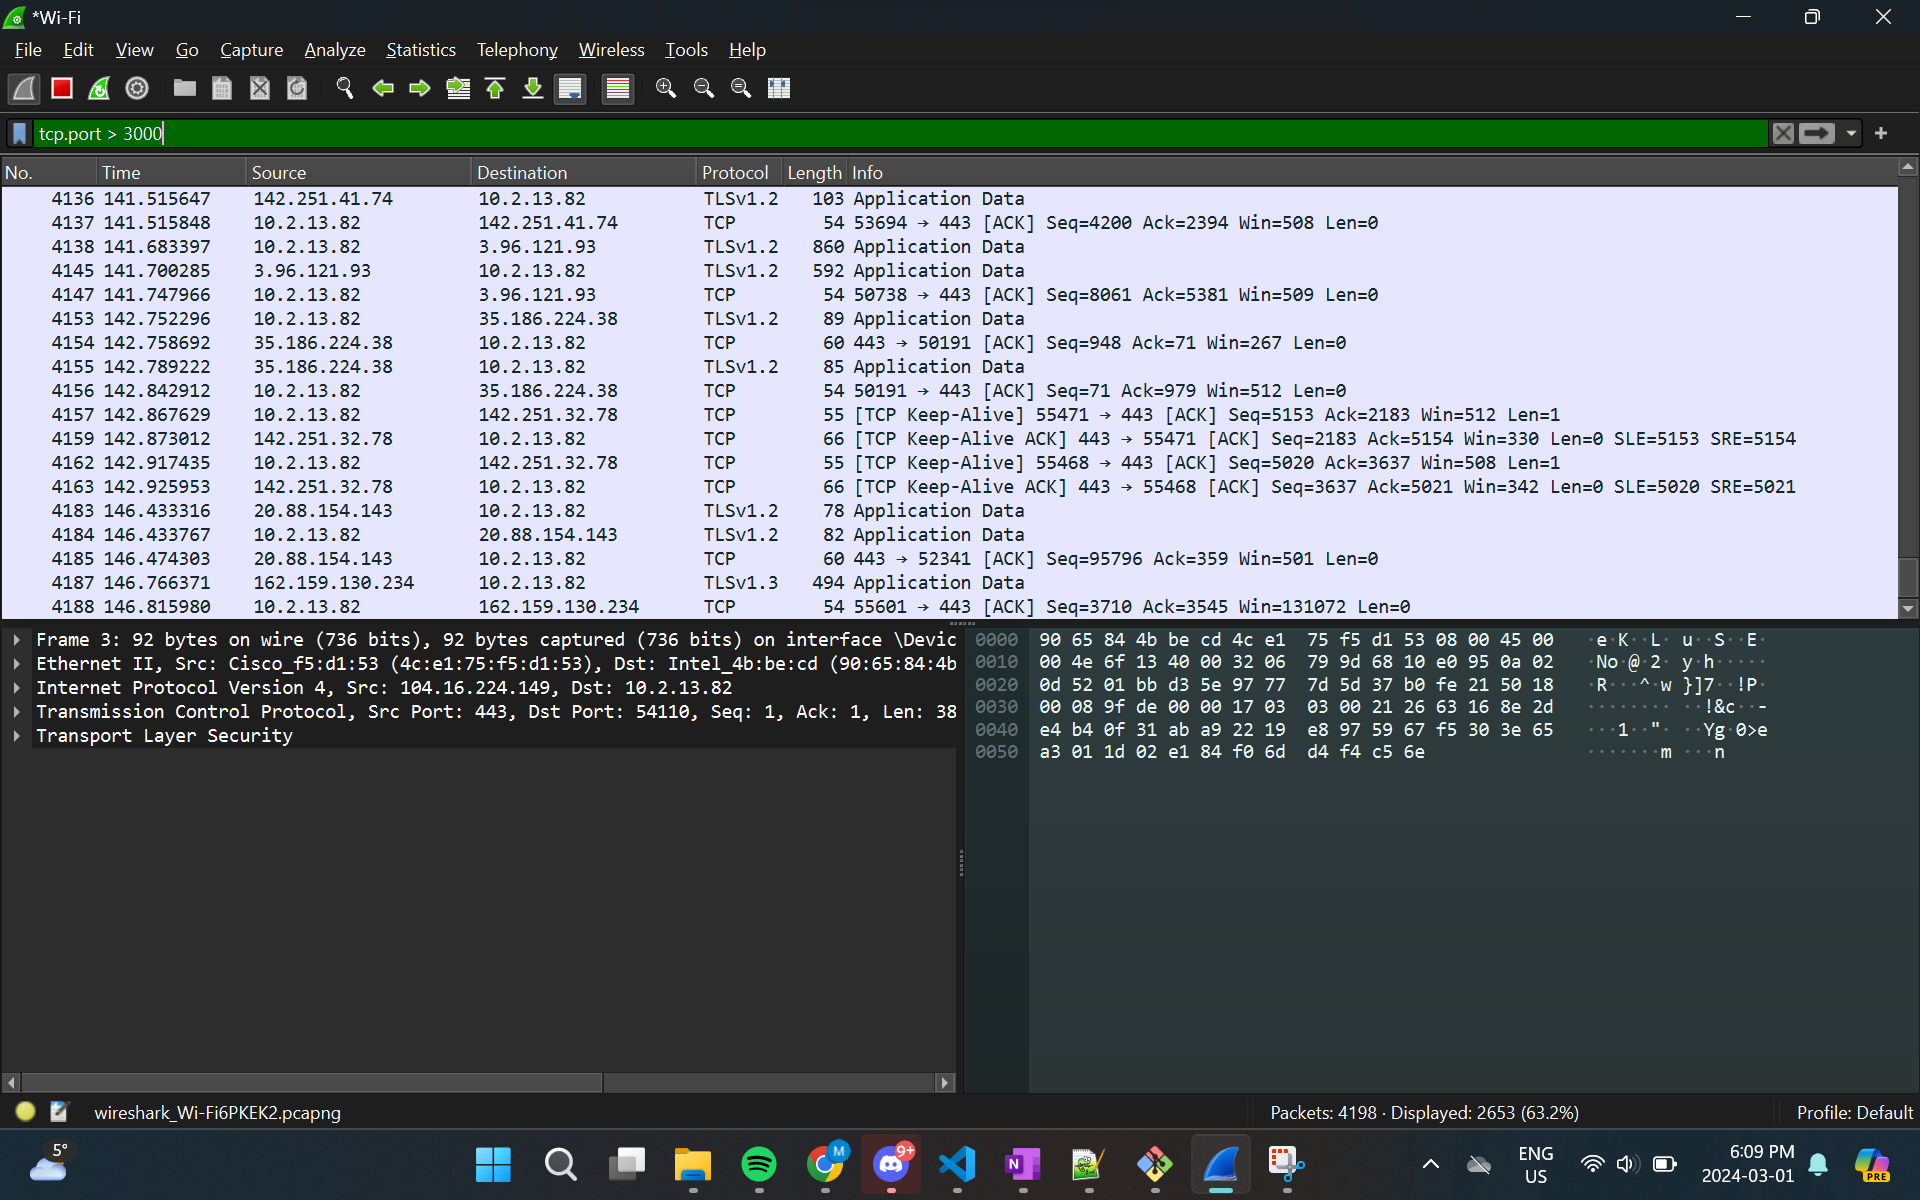 *Wi-Fi
File Edit View Go Capture Analyze Statistics Telephony Wireless Tools Help
tcp.port > 3000
No. Time Source Destination Protocol Length Info
4136 141.515647 142.251.41.74 10.2.13.82 TLSv1.2 103 Application Data
4137 141.515848 10.2.13.82 142.251.41.74 TCP 54 53694 → 443 [ACK] Seq=4200 Ack=2394 Win=508 Len=0
4138 141.683397 10.2.13.82 3.96.121.93 TLSv1.2 860 Application Data
4145 141.700285 3.96.121.93 10.2.13.82 TLSv1.2 592 Application Data
4147 141.747966 10.2.13.82 3.96.121.93 TCP 54 50738 → 443 [ACK] Seq=8061 Ack=5381 Win=509 Len=0
4153 142.752296 10.2.13.82 35.186.224.38 TLSv1.2 89 Application Data
4154 142.758692 35.186.224.38 10.2.13.82 TCP 60 443 → 50191 [ACK] Seq=948 Ack=71 Win=267 Len=0
4155 142.789222 35.186.224.38 10.2.13.82 TLSv1.2 85 Application Data
4156 142.842912 10.2.13.82 35.186.224.38 TCP 54 50191 → 443 [ACK] Seq=71 Ack=979 Win=512 Len=0
4157 142.867629 10.2.13.82 142.251.32.78 TCP 55 [TCP Keep-Alive] 55471 → 443 [ACK] Seq=5153 Ack=2183 Win=512 Len=1
4159 142.873012 142.251.32.78 10.2.13.82 TCP 66 [TCP Keep-Alive ACK] 443 → 55471 [ACK] Seq=2183 Ack=5154 Win=330 Len=0 SLE=5153 SRE=5154
4162 142.917435 10.2.13.82 142.251.32.78 TCP 55 [TCP Keep-Alive] 55468 → 443 [ACK] Seq=5020 Ack=3637 Win=508 Len=1
4163 142.925953 142.251.32.78 10.2.13.82 TCP 66 [TCP Keep-Alive ACK] 443 → 55468 [ACK] Seq=3637 Ack=5021 Win=342 Len=0 SLE=5020 SRE=5021
4183 146.433316 20.88.154.143 10.2.13.82 TLSv1.2 78 Application Data
4184 146.433767 10.2.13.82 20.88.154.143 TLSv1.2 82 Application Data
4185 146.474303 20.88.154.143 10.2.13.82 TCP 60 443 → 52341 [ACK] Seq=95796 Ack=359 Win=501 Len=0
4187 146.766371 162.159.130.234 10.2.13.82 TLSv1.3 494 Application Data
4188 146.815980 10.2.13.82 162.159.130.234 TCP 54 55601 → 443 [ACK] Seq=3710 Ack=3545 Win=131072 Len=0
Frame 3: 92 bytes on wire (736 bits), 92 bytes captured (736 bits) on interface \Devic
Ethernet II, Src: Cisco_f5:d1:53 (4c:e1:75:f5:d1:53), Dst: Intel_4b:be:cd (90:65:84:4b
Internet Protocol Version 4, Src: 104.16.224.149, Dst: 10.2.13.82
Transmission Control Protocol, Src Port: 443, Dst Port: 54110, Seq: 1, Ack: 1, Len: 38
Transport Layer Security
0000 90 65 84 4b be cd 4c e1 75 f5 d1 53 08 00 45 00 ·e·K··L· u··S··E·
0010 00 4e 6f 13 40 00 32 06 79 9d 68 10 e0 95 0a 02 ·No·@·2· y·h·····
0020 0d 52 01 bb d3 5e 97 77 7d 5d 37 b0 fe 21 50 18 ·R···^·w }]7··!P·
0030 00 08 9f de 00 00 17 03 03 00 21 26 63 16 8e 2d ········ ··!&c··-
0040 e4 b4 0f 31 ab a9 22 19 e8 97 59 67 f5 30 3e 65 ···1··"· ··Yg·0>e
0050 a3 01 1d 02 e1 84 f0 6d d4 f4 c5 6e ·······m ···n
wireshark_Wi-Fi6PKEK2.pcapng Packets: 4198 · Displayed: 2653 (63.2%) Profile: Default
5°
M
9+
N
ENG
US
6:09 PM
2024-03-01
PRE